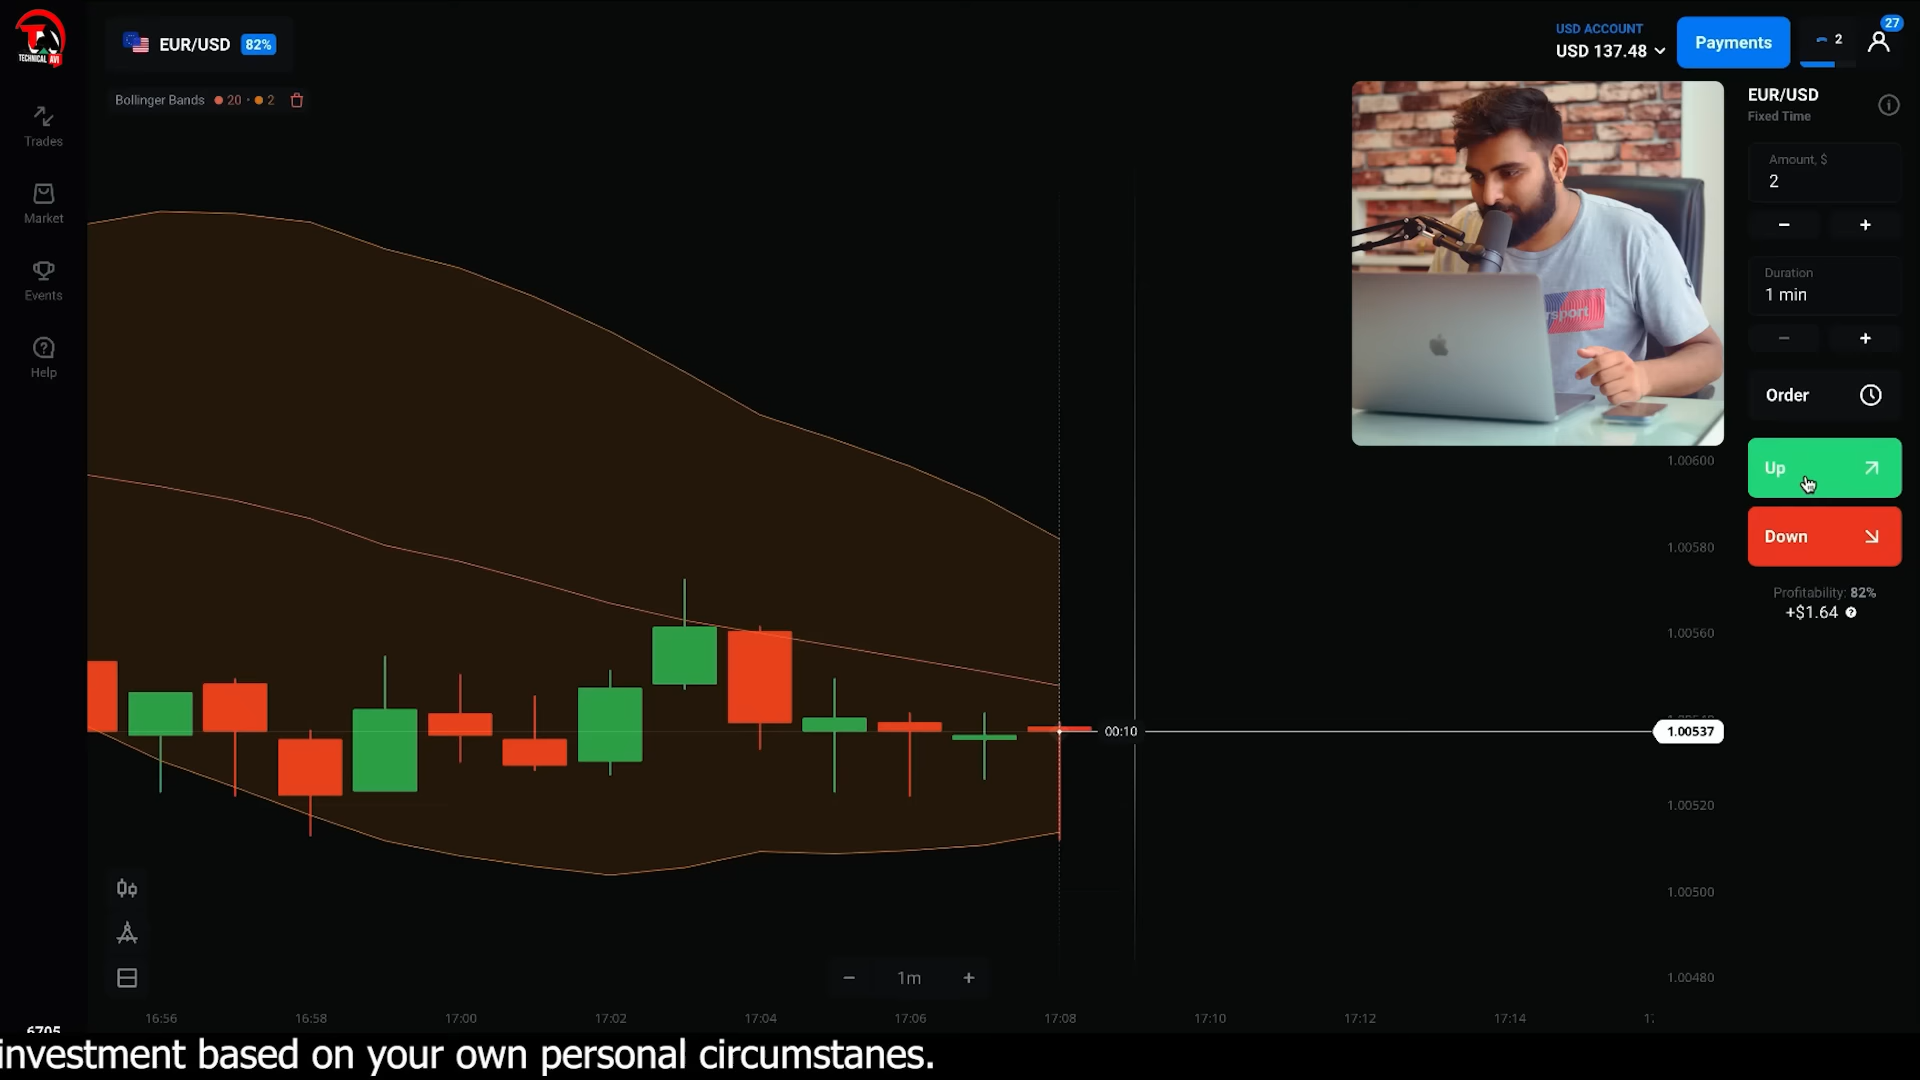 TECHNICAL AVI
EUR/USD 82%
USD ACCOUNT
USD 137.48
Payments
2
27
Bollinger Bands 20 · 2
Trades
Market
Events
Help
EUR/USD
Fixed Time
Amount, $
2
Duration
1 min
Order
Up
Down
Profitability: 82%
+$1.64
1.00600
1.00580
1.00560
00:10
1.00537
1.00520
1.00500
1.00480
− 1m +
16:56 16:58 17:00 17:02 17:04 17:06 17:08 17:10 17:12 17:14
investment based on your own personal circumstanes.